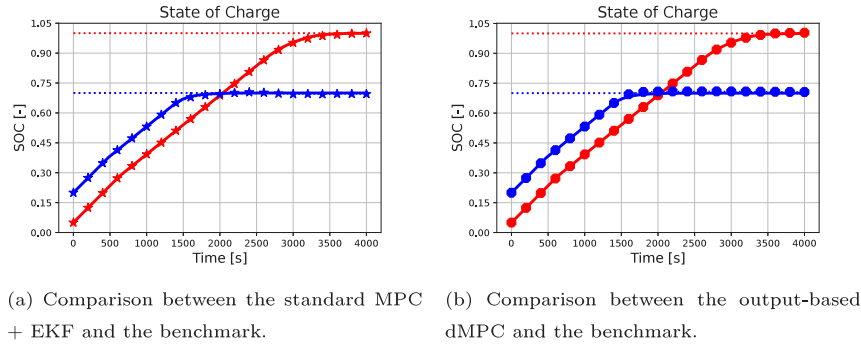 State of Charge
1.05
0.90
0.75
0.60
0.45
0.30
0.15
0.00
SOC [-]
0 500 1000 1500 2000 2500 3000 3500 4000
Time [s]
(a) Comparison between the standard MPC
+ EKF and the benchmark.
State of Charge
1.05
0.90
0.75
0.60
0.45
0.30
0.15
0.00
SOC [-]
0 500 1000 1500 2000 2500 3000 3500 4000
Time [s]
(b) Comparison between the output-based
dMPC and the benchmark.